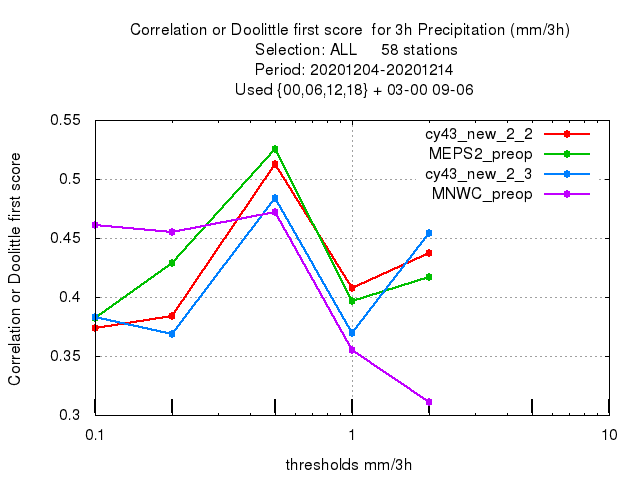 Correlation or Doolittle first score  for 3h Precipitation (mm/3h)
Selection: ALL     58 stations
Period: 20201204-20201214
Used {00,06,12,18} + 03-00 09-06
cy43_new_2_2
MEPS2_preop
cy43_new_2_3
MNWC_preop
Correlation or Doolittle first score
0.55
0.5
0.45
0.4
0.35
0.3
0.1
1
10
thresholds mm/3h